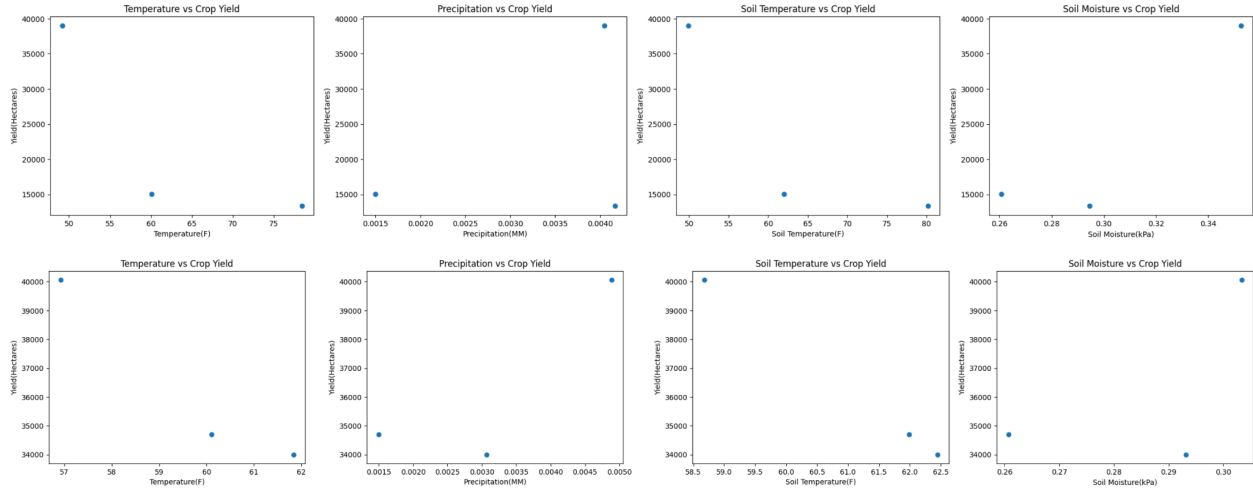 Temperature vs Crop Yield
40000
35000
30000
25000
20000
15000
Yield(Hectares)
50 55 60 65 70 75
Temperature(F)
Precipitation vs Crop Yield
40000
35000
30000
25000
20000
15000
Yield(Hectares)
0.0015 0.0020 0.0025 0.0030 0.0035 0.0040
Precipitation(MM)
Soil Temperature vs Crop Yield
40000
35000
30000
25000
20000
15000
Yield(Hectares)
50 55 60 65 70 75 80
Soil Temperature(F)
Soil Moisture vs Crop Yield
40000
35000
30000
25000
20000
15000
Yield(Hectares)
0.26 0.28 0.30 0.32 0.34
Soil Moisture(kPa)
Temperature vs Crop Yield
40000
39000
38000
37000
36000
35000
34000
Yield(Hectares)
57 58 59 60 61 62
Temperature(F)
Precipitation vs Crop Yield
40000
39000
38000
37000
36000
35000
34000
Yield(Hectares)
0.0015 0.0020 0.0025 0.0030 0.0035 0.0040 0.0045 0.0050
Precipitation(MM)
Soil Temperature vs Crop Yield
40000
39000
38000
37000
36000
35000
34000
Yield(Hectares)
58.5 59.0 59.5 60.0 60.5 61.0 61.5 62.0 62.5
Soil Temperature(F)
Soil Moisture vs Crop Yield
40000
39000
38000
37000
36000
35000
34000
Yield(Hectares)
0.26 0.27 0.28 0.29 0.30
Soil Moisture(kPa)